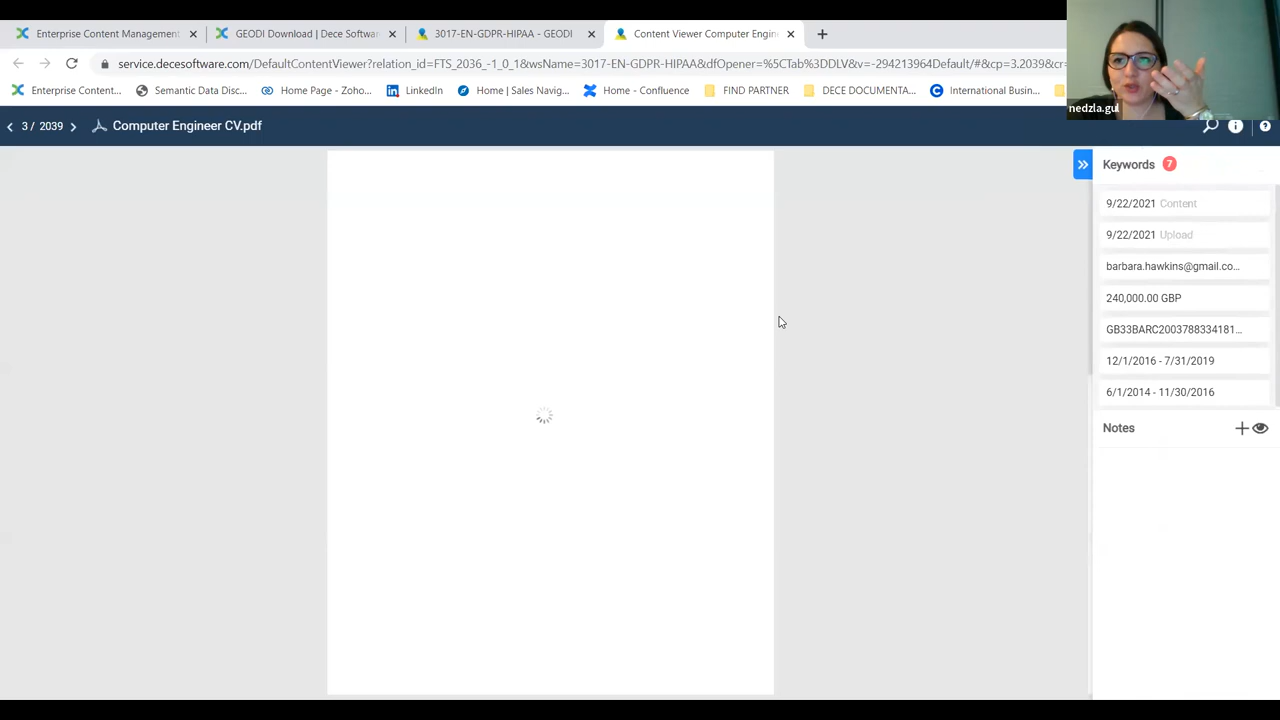 Enterprise Content Management
GEODI Download | Dece Softwar
3017-EN-GDPR-HIPAA - GEODI
Content Viewer Computer Engin
service.decesoftware.com/DefaultContentViewer?relation_id=FTS_2036_-1_0_1&wsName=3017-EN-GDPR-HIPAA&dfOpener=%5CTab%3DDLV&v=-294213964Default/#&cp=3.2039&cr=
Enterprise Content...
Semantic Data Disc...
Home Page - Zoho...
LinkedIn
Home | Sales Navig...
Home - Confluence
FIND PARTNER
DECE DOCUMENTA...
International Busin...
nedzla.gul
3 / 2039
Computer Engineer CV.pdf
Keywords 7
9/22/2021 Content
9/22/2021 Upload
barbara.hawkins@gmail.co...
240,000.00 GBP
GB33BARC2003788334181...
12/1/2016 - 7/31/2019
6/1/2014 - 11/30/2016
Notes